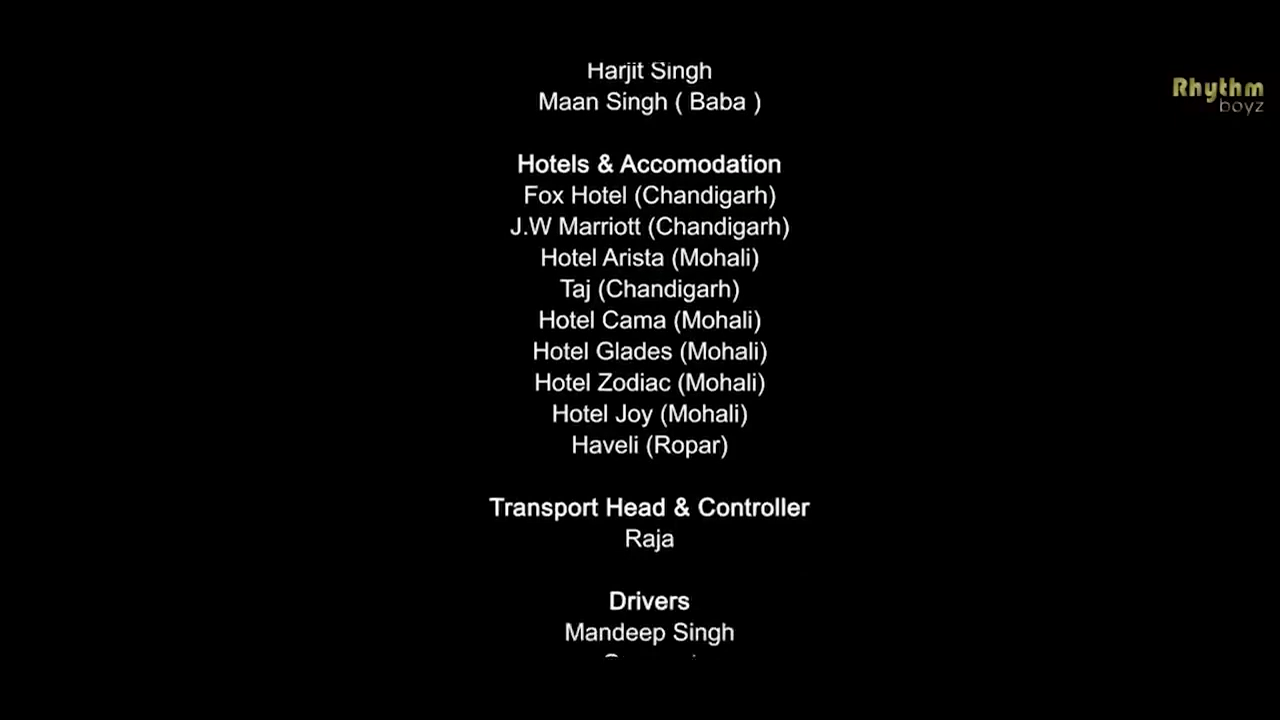 Harjit Singh
Maan Singh ( Baba )
Rhythm
boyz
Hotels & Accomodation
Fox Hotel (Chandigarh)
J.W Marriott (Chandigarh)
Hotel Arista (Mohali)
Taj (Chandigarh)
Hotel Cama (Mohali)
Hotel Glades (Mohali)
Hotel Zodiac (Mohali)
Hotel Joy (Mohali)
Haveli (Ropar)
Transport Head & Controller
Raja
Drivers
Mandeep Singh